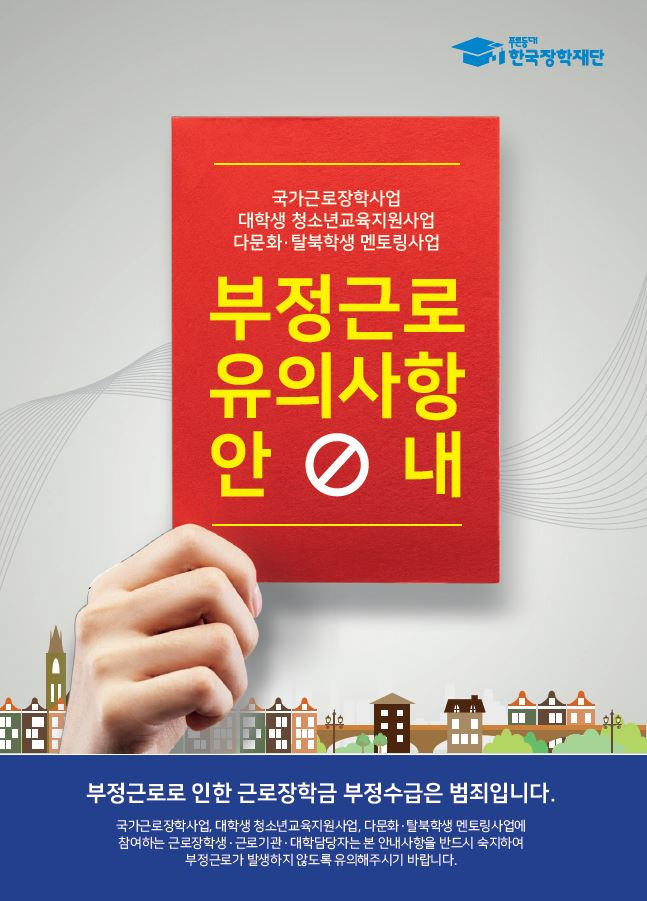 푸른등대
한국장학재단
국가근로장학사업
대학생 청소년교육지원사업
다문화·탈북학생 멘토링사업
부정근로
유의사항
안 내
부정근로로 인한 근로장학금 부정수급은 범죄입니다.
국가근로장학사업, 대학생 청소년교육지원사업, 다문화·탈북학생 멘토링사업에
참여하는 근로장학생·근로기관·대학담당자는 본 안내사항을 반드시 숙지하여
부정근로가 발생하지 않도록 유의해주시기 바랍니다.